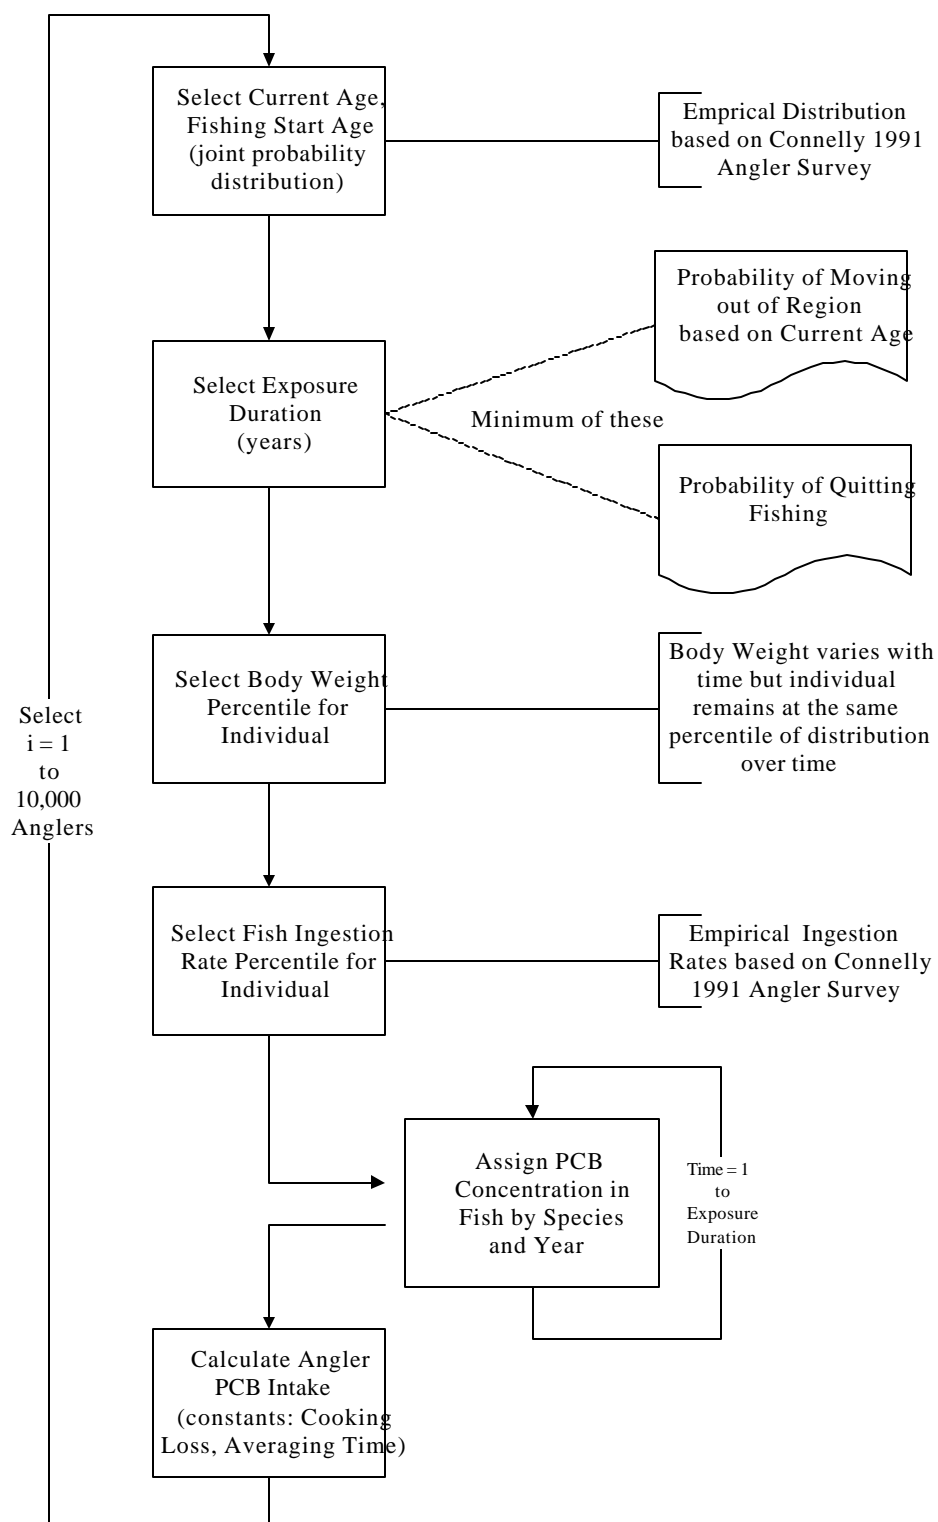 Select Current Age,
Fishing Start Age
(joint probability
distribution)
Emprical Distribution
based on Connelly 1991
Angler Survey
Probability of Moving
out of Region
based on Current Age
Select Exposure
Duration
(years)
Minimum of these
Probability of Quitting
Fishing
Select Body Weight
Percentile for
Individual
Body Weight varies with
time but individual
remains at the same
percentile of distribution
over time
Select
i = 1
to
10,000
Anglers
Select Fish Ingestion
Rate Percentile for
Individual
Empirical Ingestion
Rates based on Connelly
1991 Angler Survey
Assign PCB
Concentration in
Fish by Species
and Year
Time = 1
to
Exposure
Duration
Calculate Angler
PCB Intake
(constants: Cooking
Loss, Averaging Time)